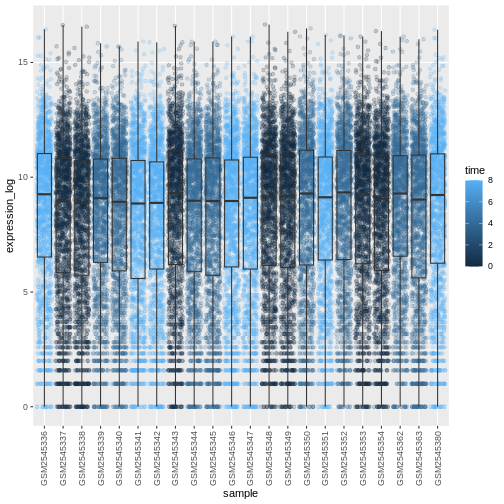 expression_log
15
10
5
0
GSM2545336
GSM2545337
GSM2545338
GSM2545339
GSM2545340
GSM2545341
GSM2545342
GSM2545343
GSM2545344
GSM2545345
GSM2545346
GSM2545347
GSM2545348
GSM2545349
GSM2545350
GSM2545351
GSM2545352
GSM2545353
GSM2545354
GSM2545362
GSM2545363
GSM2545380
sample
time
8
6
4
2
0